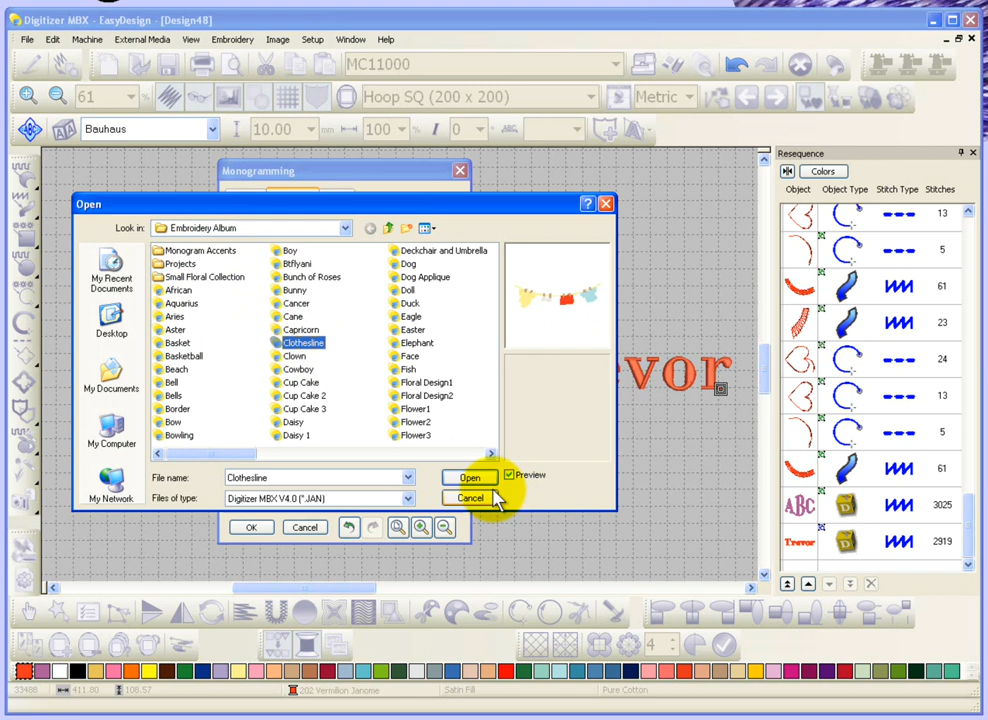 Digitizer MBX - EasyDesign - [Design48]
File Edit Machine External Media View Embroidery Image Setup Window Help
MC11000
61 % Hoop SQ (200 x 200) Metric
Bauhaus 10.00 mm 100 % 0 °
Monogramming
Resequence
Colors
Object Object Type Stitch Type Stitches
13
5
61
23
24
13
5
61
ABC 3025
Trevor 2919
Open
Look in: Embroidery Album
My Recent Documents
Desktop
My Documents
My Computer
My Network
Monogram Accents
Projects
Small Floral Collection
African
Aquarius
Aries
Aster
Basket
Basketball
Beach
Bell
Bells
Border
Bow
Bowling
Boy
Btflyani
Bunch of Roses
Bunny
Cancer
Cane
Capricorn
Clothesline
Clown
Cowboy
Cup Cake
Cup Cake 2
Cup Cake 3
Daisy
Daisy 1
Deckchair and Umbrella
Dog
Dog Applique
Doll
Duck
Eagle
Easter
Elephant
Face
Fish
Floral Design1
Floral Design2
Flower1
Flower2
Flower3
File name: Clothesline Open Preview
Files of type: Digitizer MBX V4.0 (*.JAN) Cancel
OK Cancel
evor
4
33488 411.80 108.57 202 Vermilion Janome Satin Fill Pure Cotton